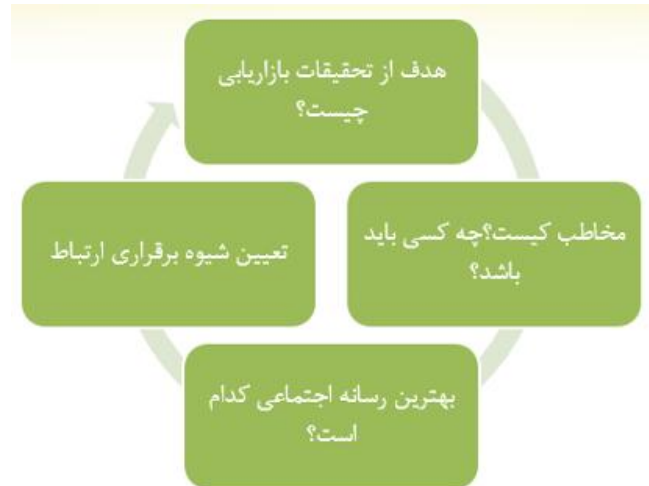 هدف از تحقیقات بازاریابی
چیست؟
مخاطب کیست؟چه کسی باید
باشد؟
بهترین رسانه اجتماعی کدام
است؟
تعیین شیوه برقراری ارتباط